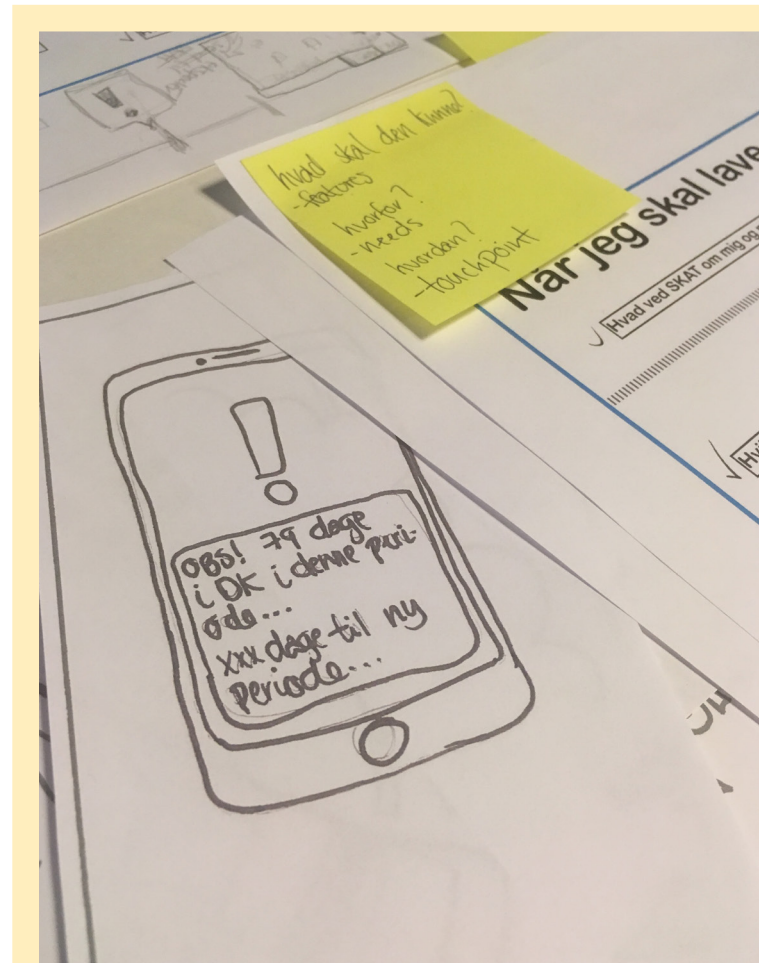 hvad skal den kunne?
-features
hvorfor?
-needs
hvordan?
-touchpoint
Når jeg skal lave
Hvad ved SKAT om mig og
OBS! 79 dage
i DK i denne peri-
ode...
xxx dage til ny
periode...